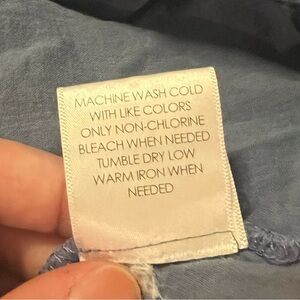 MACHINE WASH COLD
WITH LIKE COLORS
ONLY NON-CHLORINE
BLEACH WHEN NEEDED
TUMBLE DRY LOW
WARM IRON WHEN
NEEDED